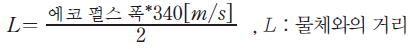 L= 에코 펄스 폭*340[m/s] / 2 , L : 물체와의 거리